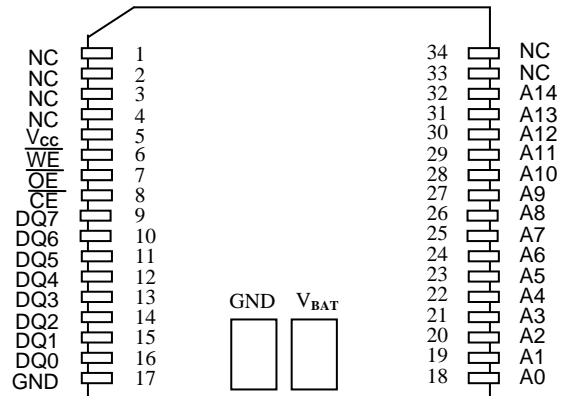 NC 1 34 NC
NC 2 33 NC
NC 3 32 A14
NC 4 31 A13
Vcc 5 30 A12
WE 6 29 A11
OE 7 28 A10
CE 8 27 A9
DQ7 9 26 A8
DQ6 10 25 A7
DQ5 11 24 A6
DQ4 12 23 A5
DQ3 13 GND VBAT 22 A4
DQ2 14 21 A3
DQ1 15 20 A2
DQ0 16 19 A1
GND 17 18 A0